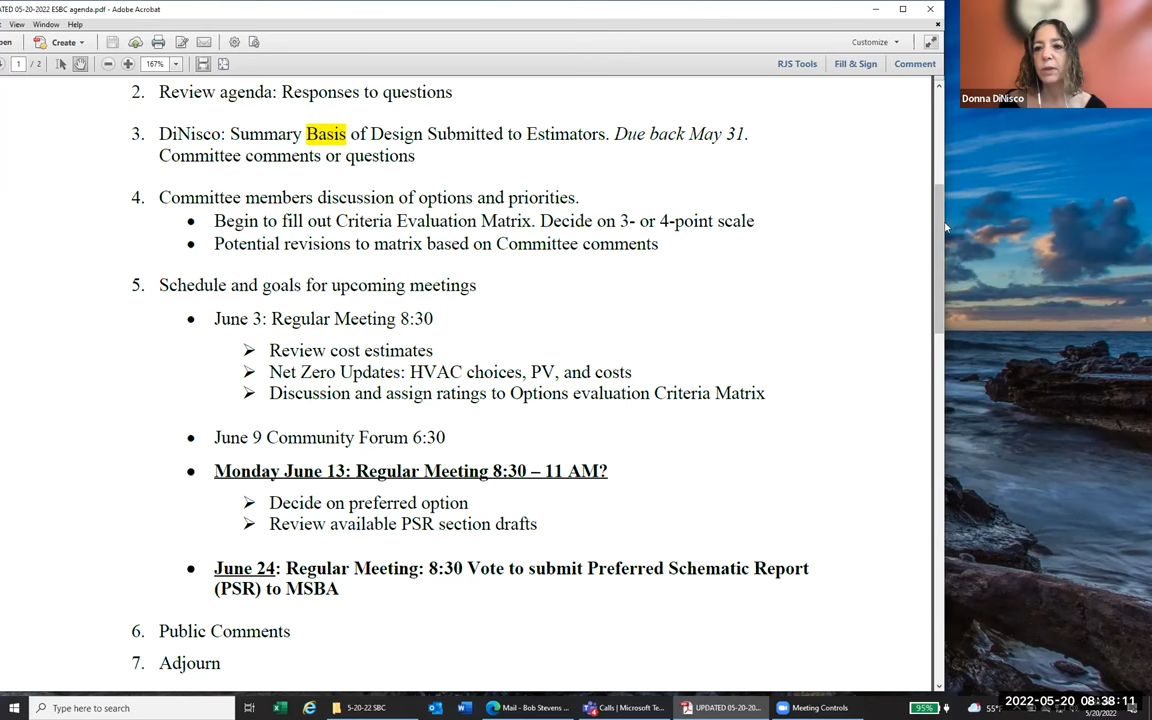 ATED 05-20-2022 ESBC agenda.pdf - Adobe Acrobat
View Window Help
pen Create Customize
1 / 2 167% RJS Tools Fill & Sign Comment
2. Review agenda: Responses to questions
3. DiNisco: Summary Basis of Design Submitted to Estimators. Due back May 31.
Committee comments or questions
4. Committee members discussion of options and priorities.
• Begin to fill out Criteria Evaluation Matrix. Decide on 3- or 4-point scale
• Potential revisions to matrix based on Committee comments
5. Schedule and goals for upcoming meetings
• June 3: Regular Meeting 8:30
➢ Review cost estimates
➢ Net Zero Updates: HVAC choices, PV, and costs
➢ Discussion and assign ratings to Options evaluation Criteria Matrix
• June 9 Community Forum 6:30
• Monday June 13: Regular Meeting 8:30 – 11 AM?
➢ Decide on preferred option
➢ Review available PSR section drafts
• June 24: Regular Meeting: 8:30 Vote to submit Preferred Schematic Report
(PSR) to MSBA
6. Public Comments
7. Adjourn
Donna DiNisco
Type here to search 5-20-22 SBC Mail - Bob Stevens ... Calls | Microsoft Te... UPDATED 05-20-20... Meeting Controls 95% 55°
2022-05-20 08:38:11
5/20/2022